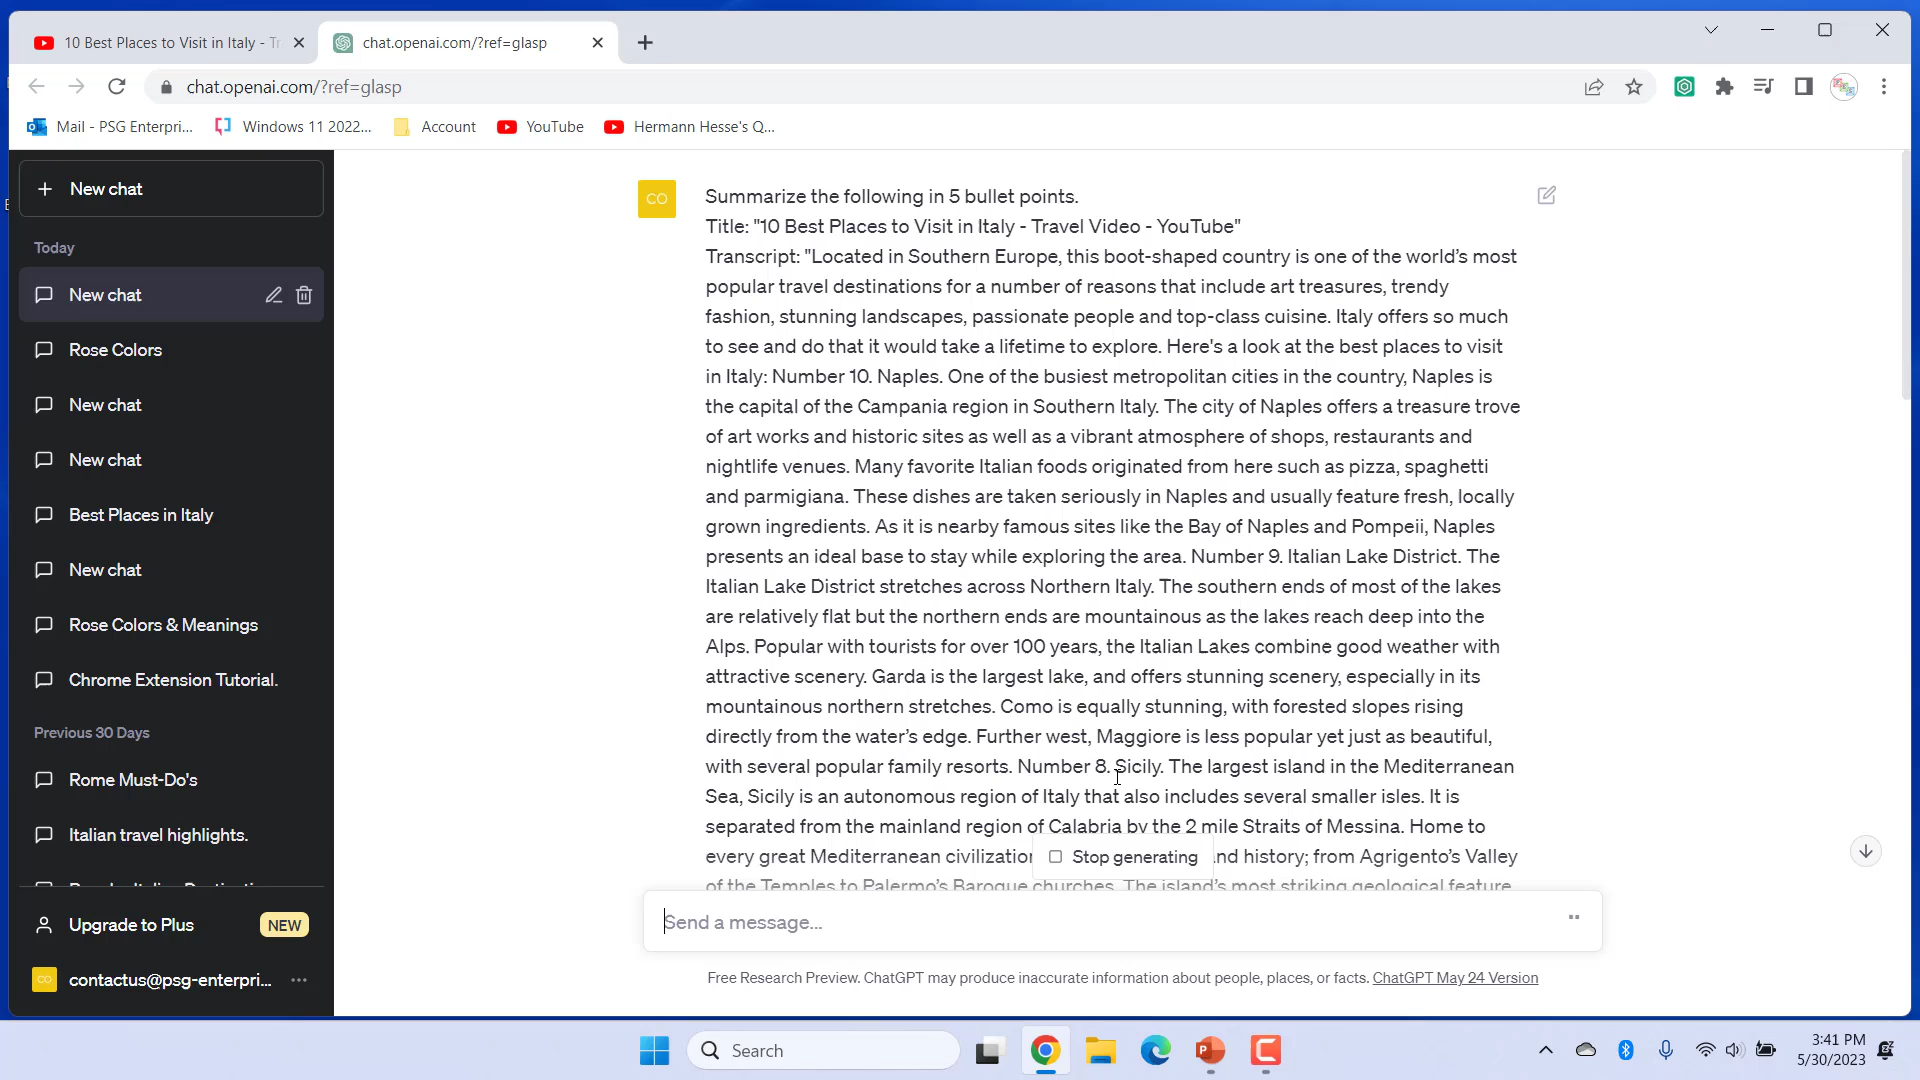 10 Best Places to Visit in Italy - Tr
chat.openai.com/?ref=glasp
chat.openai.com/?ref=glasp
Mail - PSG Enterpri...
Windows 11 2022...
Account
YouTube
Hermann Hesse's Q...
New chat
Today
New chat
Rose Colors
New chat
New chat
Best Places in Italy
New chat
Rose Colors & Meanings
Chrome Extension Tutorial.
Previous 30 Days
Rome Must-Do's
Italian travel highlights.
Upgrade to Plus
NEW
CO
contactus@psg-enterpri...
CO
Summarize the following in 5 bullet points.
Title: "10 Best Places to Visit in Italy - Travel Video - YouTube"
Transcript: "Located in Southern Europe, this boot-shaped country is one of the world’s most
popular travel destinations for a number of reasons that include art treasures, trendy
fashion, stunning landscapes, passionate people and top-class cuisine. Italy offers so much
to see and do that it would take a lifetime to explore. Here's a look at the best places to visit
in Italy: Number 10. Naples. One of the busiest metropolitan cities in the country, Naples is
the capital of the Campania region in Southern Italy. The city of Naples offers a treasure trove
of art works and historic sites as well as a vibrant atmosphere of shops, restaurants and
nightlife venues. Many favorite Italian foods originated from here such as pizza, spaghetti
and parmigiana. These dishes are taken seriously in Naples and usually feature fresh, locally
grown ingredients. As it is nearby famous sites like the Bay of Naples and Pompeii, Naples
presents an ideal base to stay while exploring the area. Number 9. Italian Lake District. The
Italian Lake District stretches across Northern Italy. The southern ends of most of the lakes
are relatively flat but the northern ends are mountainous as the lakes reach deep into the
Alps. Popular with tourists for over 100 years, the Italian Lakes combine good weather with
attractive scenery. Garda is the largest lake, and offers stunning scenery, especially in its
mountainous northern stretches. Como is equally stunning, with forested slopes rising
directly from the water’s edge. Further west, Maggiore is less popular yet just as beautiful,
with several popular family resorts. Number 8. Sicily. The largest island in the Mediterranean
Sea, Sicily is an autonomous region of Italy that also includes several smaller isles. It is
separated from the mainland region of Calabria by the 2 mile Straits of Messina. Home to
every great Mediterranean civilization
Stop generating
nd history; from Agrigento’s Valley
of the Temples to Palermo’s Baroque churches. The island’s most striking geological feature
Send a message...
Free Research Preview. ChatGPT may produce inaccurate information about people, places, or facts. ChatGPT May 24 Version
Search
3:41 PM
5/30/2023